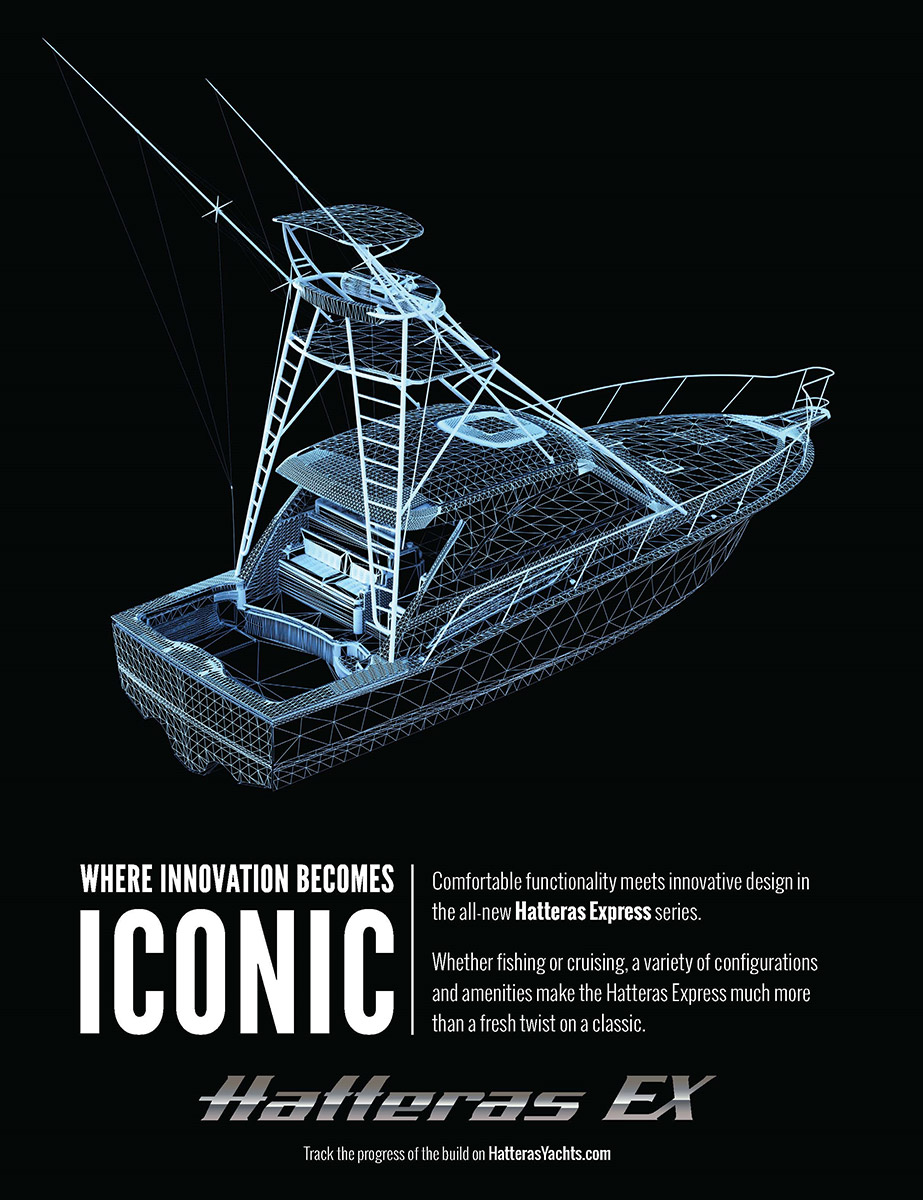 WHERE INNOVATION BECOMES
ICONIC
Comfortable functionality meets innovative design in
the all-new Hatteras Express series.
Whether fishing or cruising, a variety of configurations
and amenities make the Hatteras Express much more
than a fresh twist on a classic.
Hatteras EX
Track the progress of the build on HatterasYachts.com